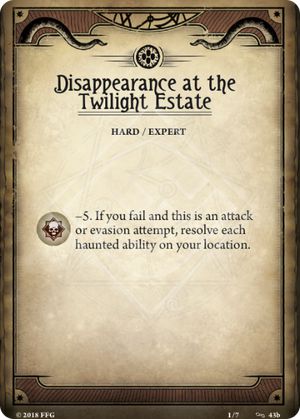 Disappearance at the
Twilight Estate
HARD / EXPERT
–5. If you fail and this is an attack
or evasion attempt, resolve each
haunted ability on your location.
© 2018 FFG
1/7
43b